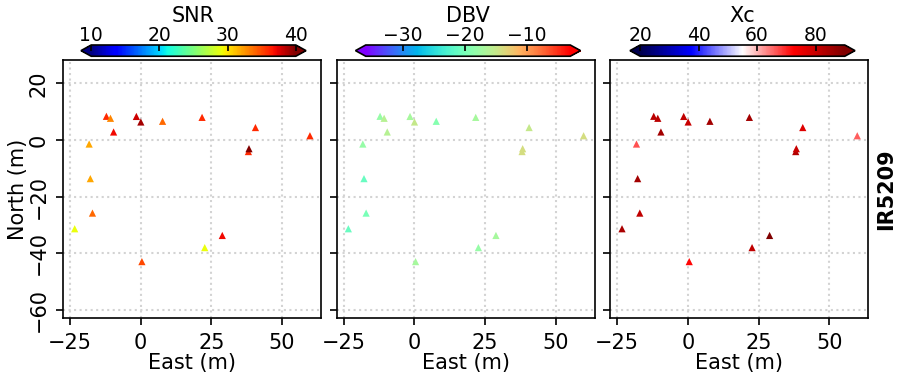 SNR DBV Xc
10 20 30 40 −30 −20 −10 20 40 60 80
20
0
−20
−40
−60
North (m)
IR5209
−25 0 25 50 −25 0 25 50 −25 0 25 50
East (m) East (m) East (m)